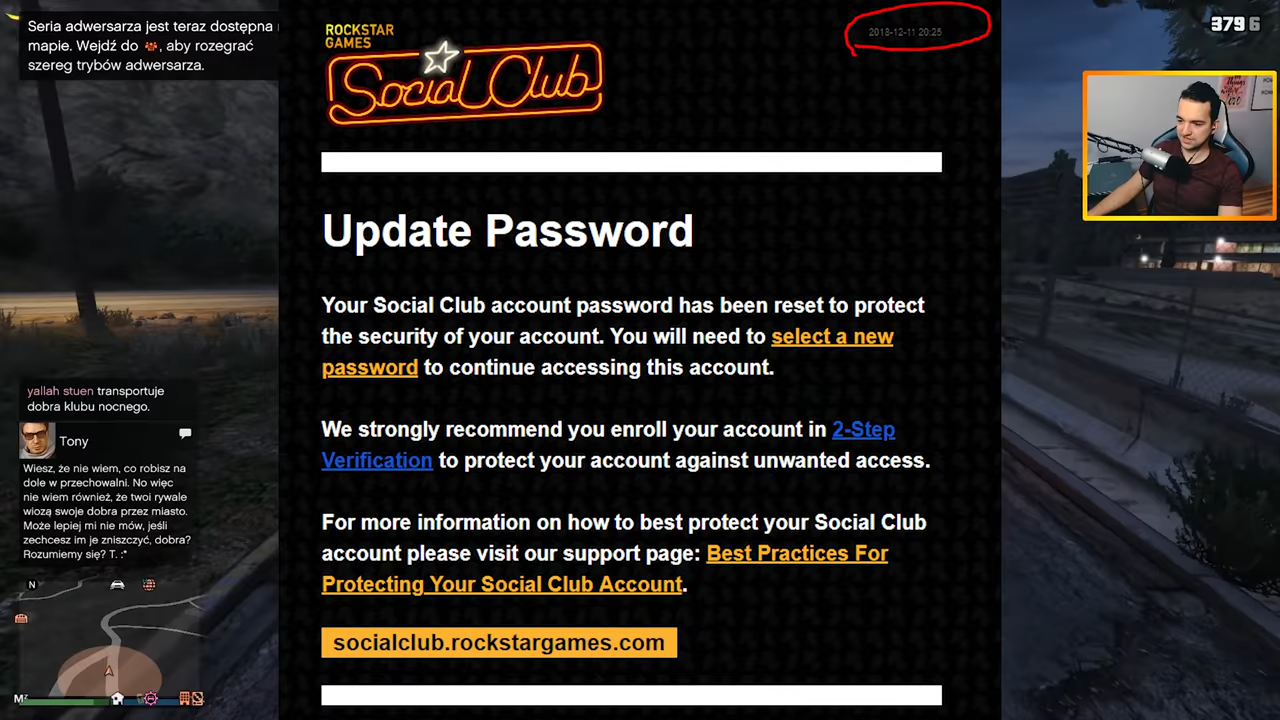 Seria adwersarza jest teraz dostępna
mapie. Wejdź do , aby rozegrać
szereg trybów adwersarza.
ROCKSTAR
GAMES
Social Club
2018-12-11 20:25
379 6
Update Password
Your Social Club account password has been reset to protect
the security of your account. You will need to select a new
password to continue accessing this account.
We strongly recommend you enroll your account in 2-Step
Verification to protect your account against unwanted access.
For more information on how to best protect your Social Club
account please visit our support page: Best Practices For
Protecting Your Social Club Account.
socialclub.rockstargames.com
yallah stuen transportuje
dobra klubu nocnego.
Tony
Wiesz, że nie wiem, co robisz na
dole w przechowalni. No więc
nie wiem również, że twoi rywale
wiozą swoje dobra przez miasto.
Może lepiej mi nie mów, jeśli
zechcesz im je zniszczyć, dobra?
Rozumiemy się? T. :*
N